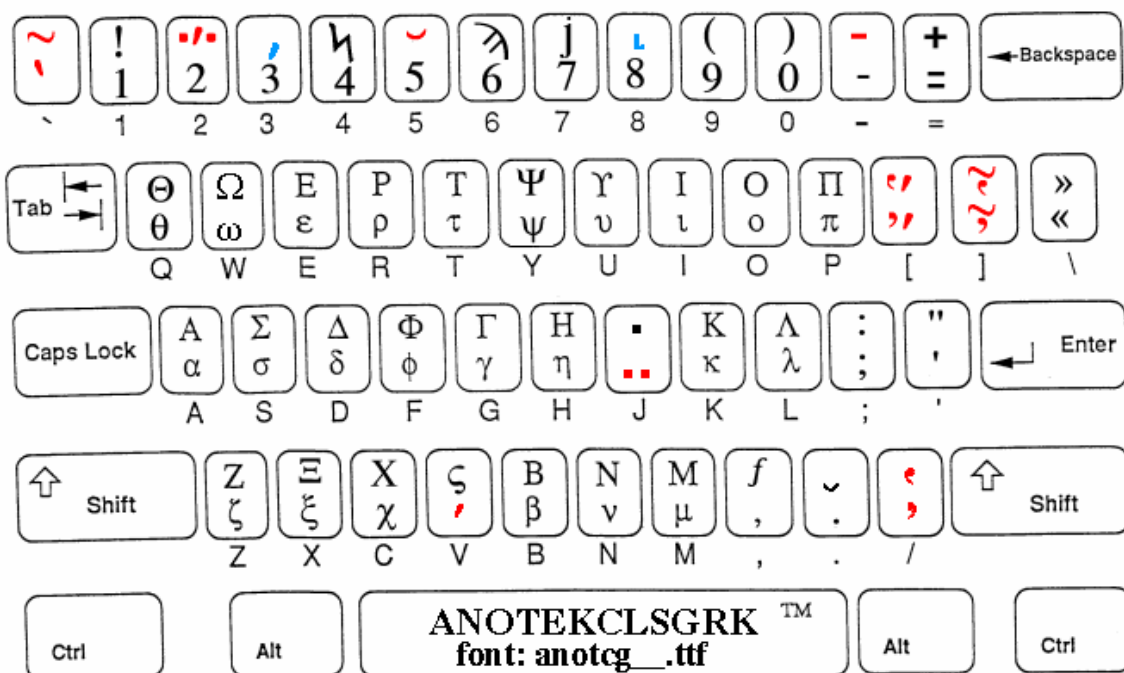 ~ ! ( ) - + Backspace
1 2 3 4 5 6 7 j 8 9 0 - =
` 1 2 3 4 5 6 7 8 9 0 - =
Tab Θ Ω Ε Ρ Τ Ψ Υ Ι Ο Π »
θ ω ε ρ τ ψ υ ι ο π «
Q W E R T Y U I O P [ ] \
Caps Lock Α Σ Δ Φ Γ Η · Κ Λ : " Enter
α σ δ φ γ η ¨ κ λ ; '
A S D F G H J K L ; '
Shift Ζ Ξ Χ ς Β Ν Μ f ˘ Shift
ζ ξ χ β ν μ , .
Z X C V B N M , . /
Ctrl Alt ANOTEKCLSGRK TM Alt Ctrl
font: anotcg__.ttf